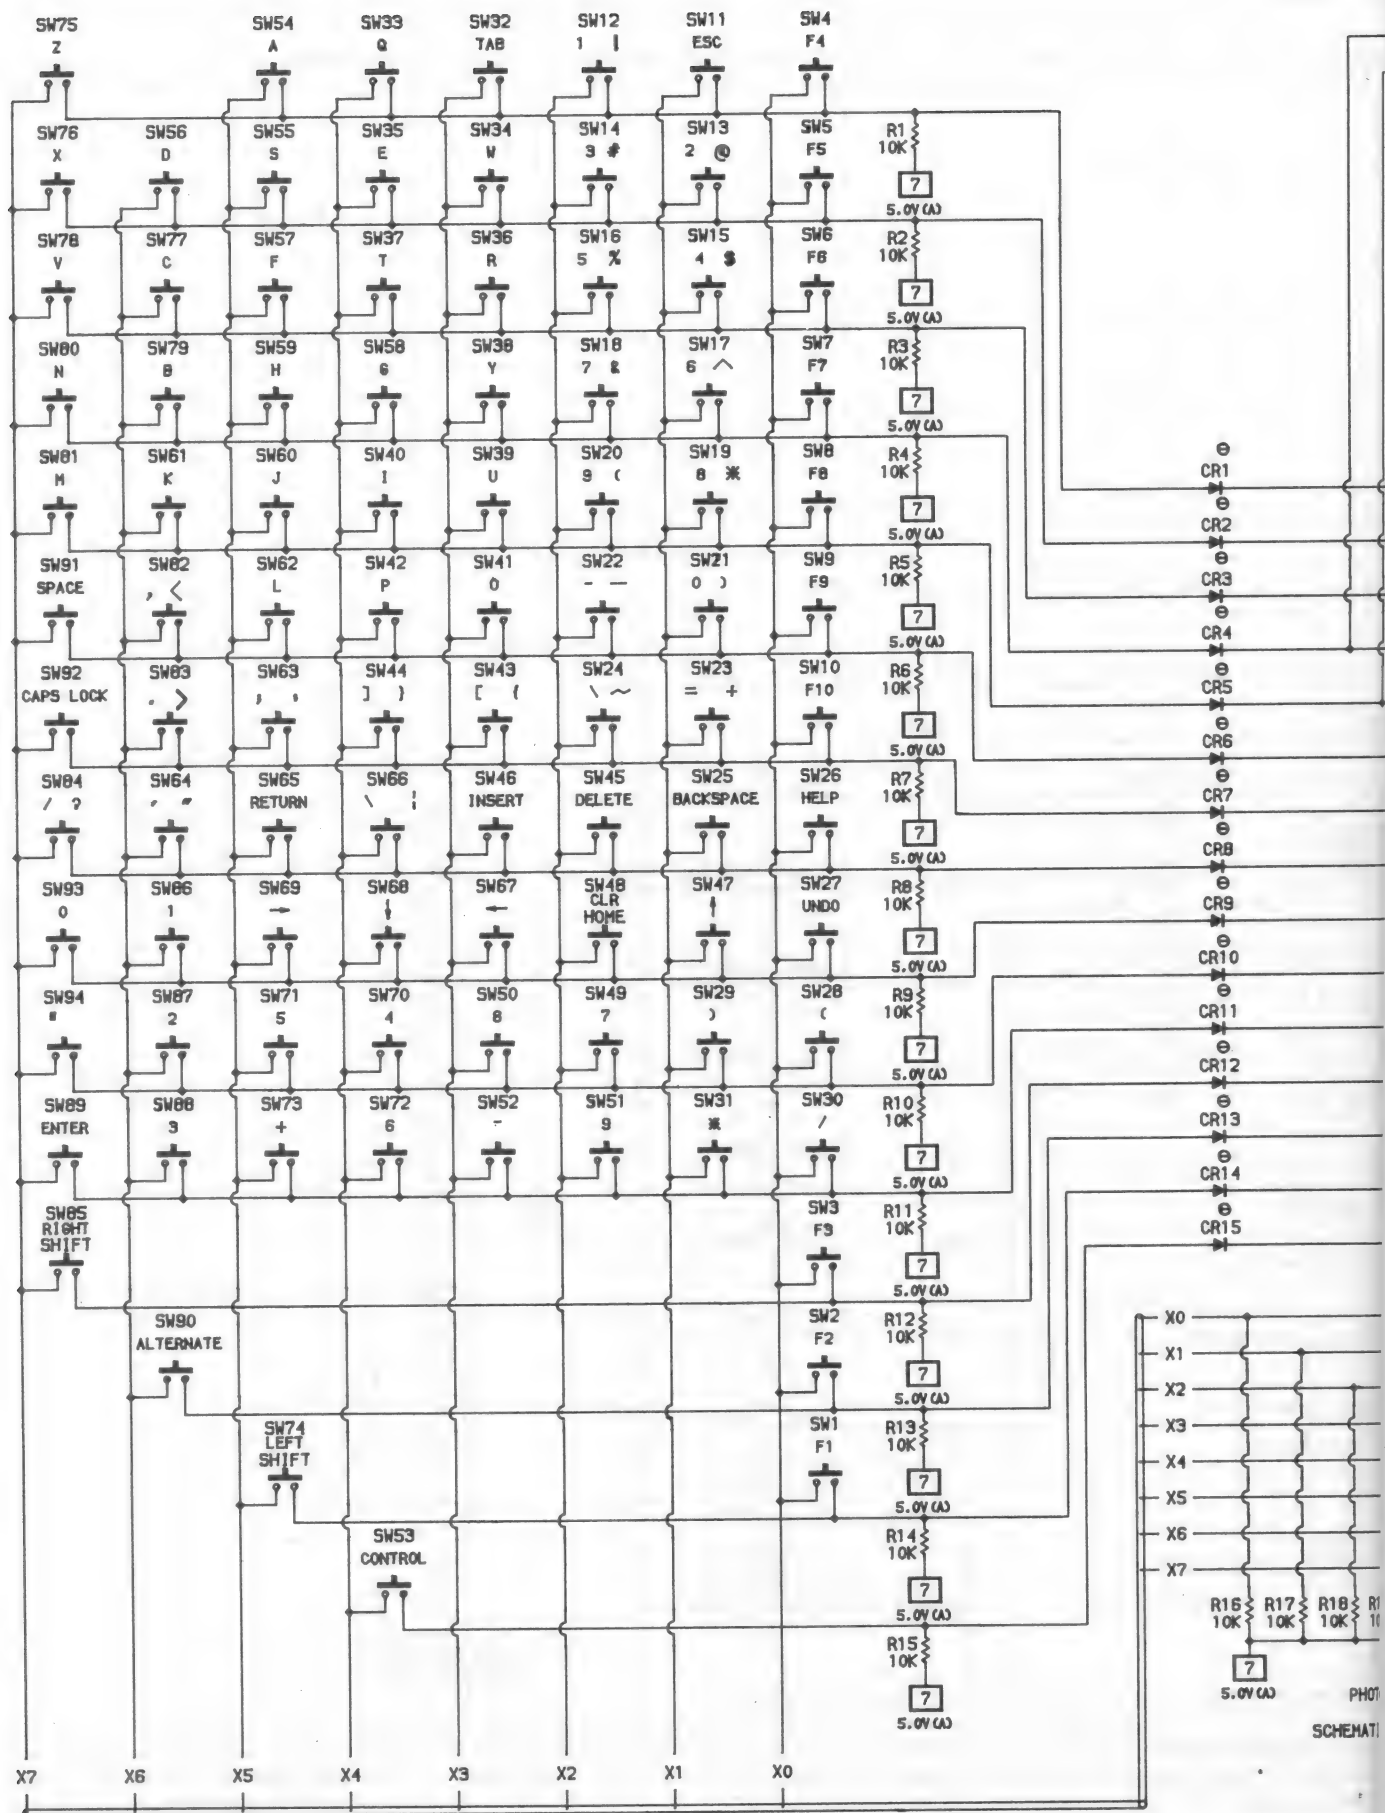 SW75 SW54 SW33 SW32 SW12 SW11 SW4
Z A Q TAB 1 | ESC F4
SW76 SW56 SW55 SW35 SW34 SW14 SW13 SW5 R1
X D S E W 3 # 2 @ F5 10K
7
5.0V(A)
SW78 SW77 SW57 SW37 SW36 SW16 SW15 SW6 R2
V C F T R 5 % 4 $ F6 10K
7
5.0V(A)
SW80 SW79 SW59 SW58 SW38 SW18 SW17 SW7 R3
N B H G Y 7 & 6 ^ F7 10K
7
5.0V(A)
SW81 SW61 SW60 SW40 SW39 SW20 SW19 SW8 R4
M K J I U 9 ( 8 * F8 10K
7
5.0V(A)
SW91 SW82 SW62 SW42 SW41 SW22 SW21 SW9 R5
SPACE , < L P O - — 0 ) F9 10K
7
5.0V(A)
SW92 SW83 SW63 SW44 SW43 SW24 SW23 SW10 R6
CAPS LOCK . > ; : ] } [ { \ ~ = + F10 10K
7
5.0V(A)
SW84 SW64 SW65 SW66 SW46 SW45 SW25 SW26 R7
/ ? ' " RETURN \ ¦ INSERT DELETE BACKSPACE HELP 10K
7
5.0V(A)
SW93 SW86 SW69 SW68 SW67 SW48 SW47 SW27 R8
0 1 → ↓ ← CLR HOME ↑ UNDO 10K
7
5.0V(A)
SW94 SW87 SW71 SW70 SW50 SW49 SW29 SW28 R9
2 5 4 8 7 ) ( 10K
7
5.0V(A)
SW89 SW88 SW73 SW72 SW52 SW51 SW31 SW30 R10
ENTER 3 + 6 - 9 * / 10K
7
5.0V(A)
SW85 SW3 R11
RIGHT SHIFT F3 10K
7
5.0V(A)
SW90 SW2 R12
ALTERNATE F2 10K
7
5.0V(A)
SW74 SW1 R13
LEFT SHIFT F1 10K
7
5.0V(A)
SW53 R14
CONTROL 10K
7
5.0V(A)
R15
10K
7
5.0V(A)
X7 X6 X5 X4 X3 X2 X1 X0
CR1
CR2
CR3
CR4
CR5
CR6
CR7
CR8
CR9
CR10
CR11
CR12
CR13
CR14
CR15
X0
X1
X2
X3
X4
X5
X6
X7
R16 R17 R18
10K 10K 10K
7
5.0V(A)